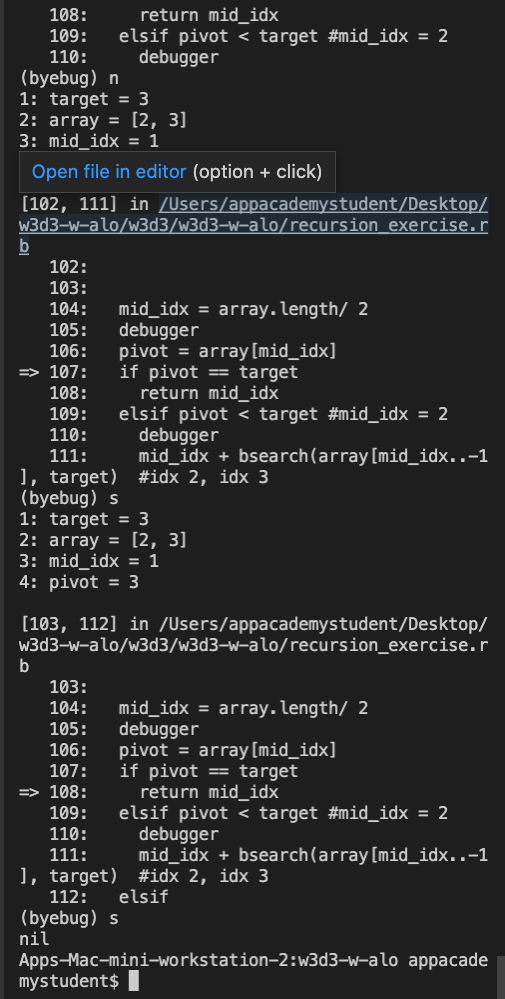 108:     return mid_idx
   109:   elsif pivot < target #mid_idx = 2
   110:     debugger
(byebug) n
1: target = 3
2: array = [2, 3]
3: mid_idx = 1
Open file in editor (option + click)
[102, 111] in /Users/appacademystudent/Desktop/
w3d3-w-alo/w3d3/w3d3-w-alo/recursion_exercise.r
b
   102:
   103:
   104:   mid_idx = array.length/ 2
   105:   debugger
   106:   pivot = array[mid_idx]
=> 107:   if pivot == target
   108:     return mid_idx
   109:   elsif pivot < target #mid_idx = 2
   110:     debugger
   111:     mid_idx + bsearch(array[mid_idx..-1
], target)  #idx 2, idx 3
(byebug) s
1: target = 3
2: array = [2, 3]
3: mid_idx = 1
4: pivot = 3

[103, 112] in /Users/appacademystudent/Desktop/
w3d3-w-alo/w3d3/w3d3-w-alo/recursion_exercise.r
b
   103:
   104:   mid_idx = array.length/ 2
   105:   debugger
   106:   pivot = array[mid_idx]
   107:   if pivot == target
=> 108:     return mid_idx
   109:   elsif pivot < target #mid_idx = 2
   110:     debugger
   111:     mid_idx + bsearch(array[mid_idx..-1
], target)  #idx 2, idx 3
   112:   elsif
(byebug) s
nil
Apps-Mac-mini-workstation-2:w3d3-w-alo appacade
mystudent$